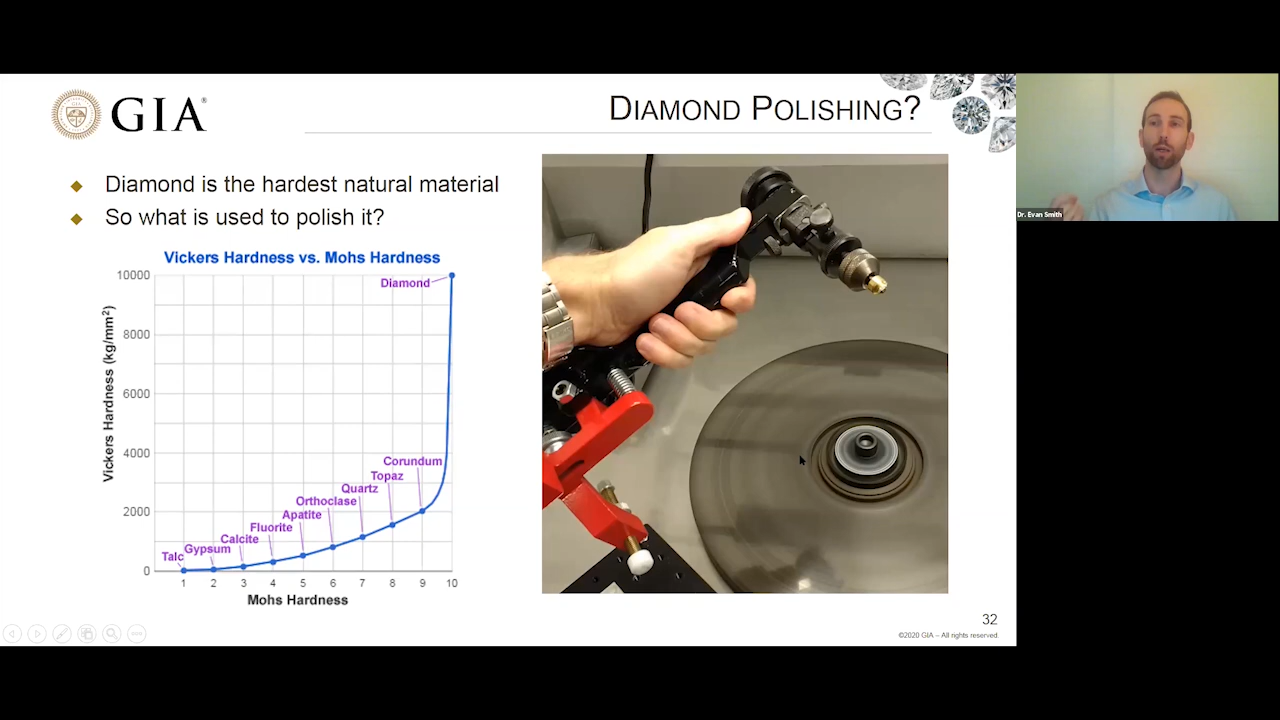 GIA®
DIAMOND POLISHING?
Diamond is the hardest natural material
So what is used to polish it?
Vickers Hardness vs. Mohs Hardness
Vickers Hardness (kg/mm²)
10000
8000
6000
4000
2000
0
Diamond
Corundum
Topaz
Quartz
Orthoclase
Apatite
Fluorite
Calcite
Gypsum
Talc
1 2 3 4 5 6 7 8 9 10
Mohs Hardness
32
©2020 GIA – All rights reserved.
Dr. Evan Smith